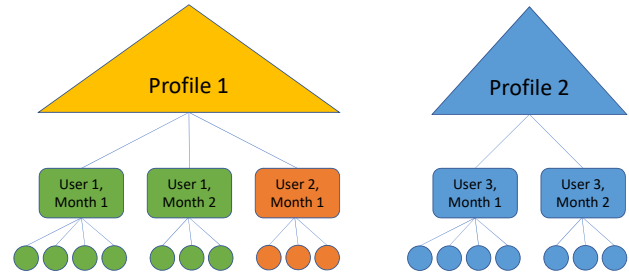 Profile 1
Profile 2
User 1,
Month 1
User 1,
Month 2
User 2,
Month 1
User 3,
Month 1
User 3,
Month 2